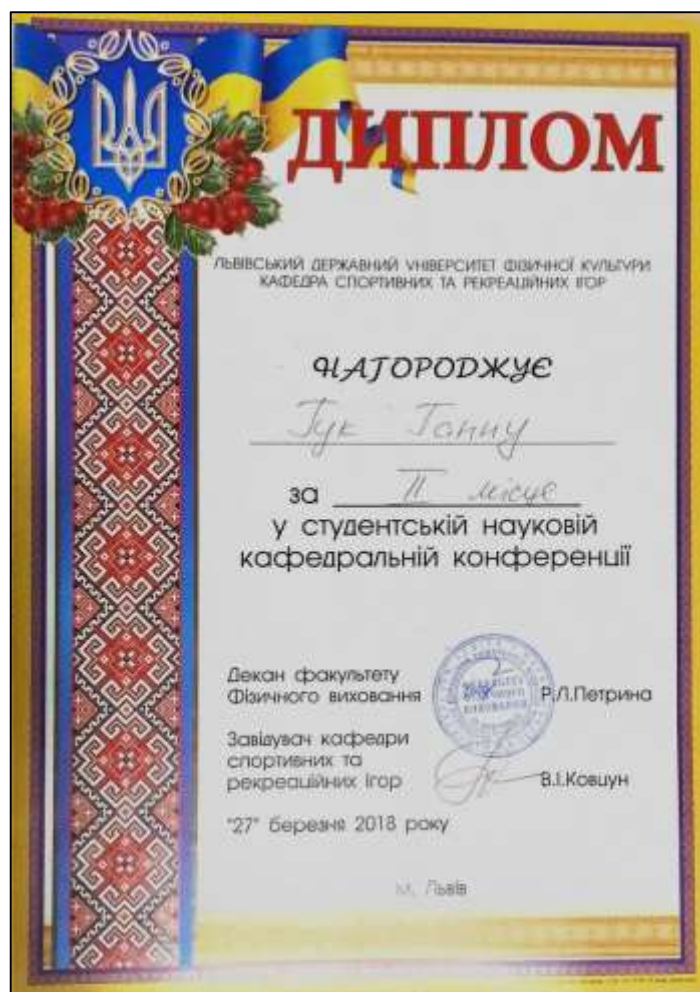 ДИПЛОМ
ЛЬВІВСЬКИЙ ДЕРЖАВНИЙ УНІВЕРСИТЕТ ФІЗИЧНОЇ КУЛЬТУРИ
КАФЕДРА СПОРТИВНИХ ТА РЕКРЕАЦІЙНИХ ІГОР
НАГОРОДЖУЄ
Гук Ганну
за II місце
у студентській науковій
кафедральній конференції
Декан факультету
Фізичного виховання Р.Л.Петрина
Завідувач кафедри
спортивних та
рекреаційних ігор В.І.Ковцун
"27" березня 2018 року
м. Львів